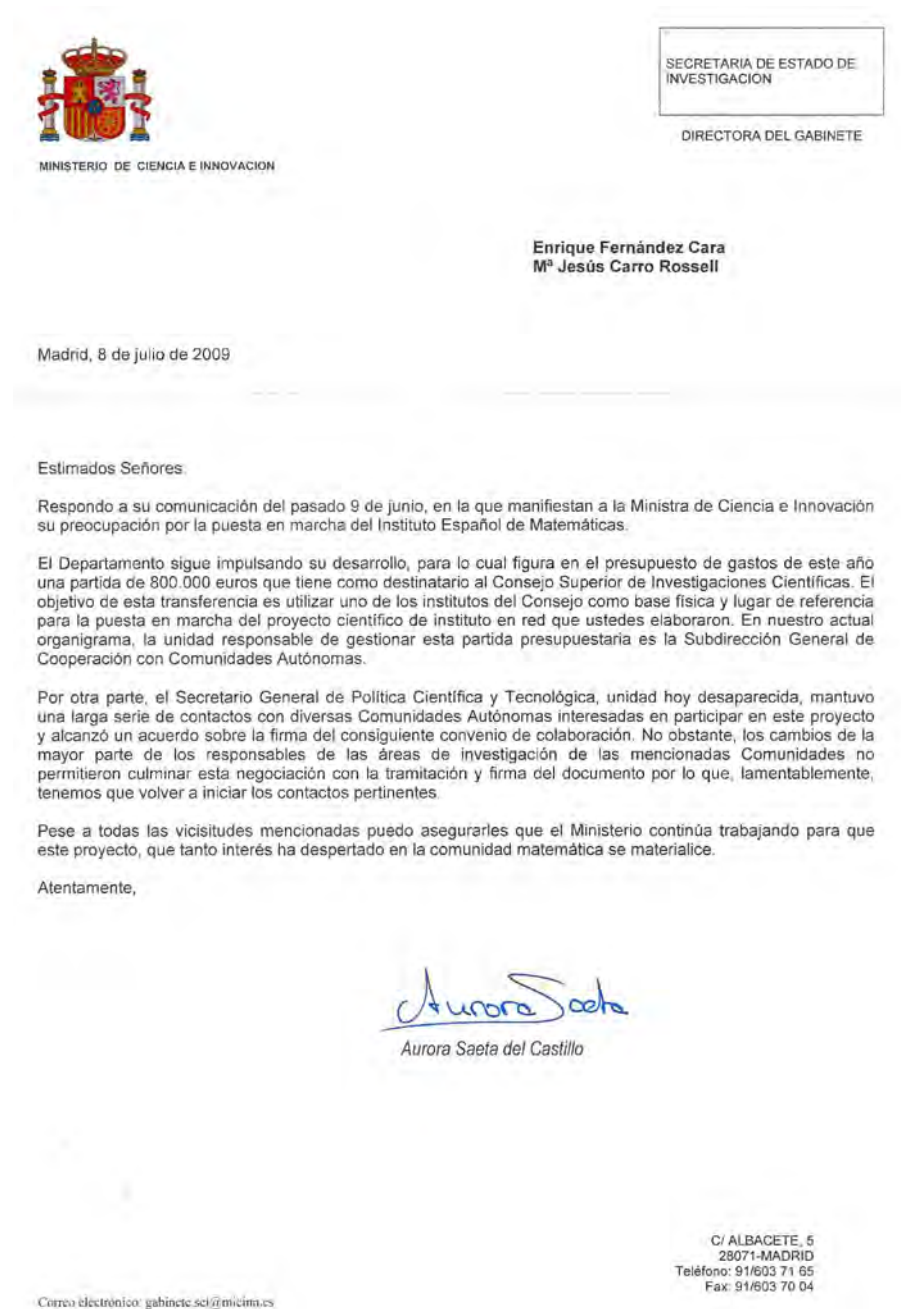 SECRETARIA DE ESTADO DE
INVESTIGACION
DIRECTORA DEL GABINETE
MINISTERIO DE CIENCIA E INNOVACION
Enrique Fernández Cara
Mª Jesús Carro Rossell
Madrid, 8 de julio de 2009
Estimados Señores:
Respondo a su comunicación del pasado 9 de junio, en la que manifiestan a la Ministra de Ciencia e Innovación
su preocupación por la puesta en marcha del Instituto Español de Matemáticas.
El Departamento sigue impulsando su desarrollo, para lo cual figura en el presupuesto de gastos de este año
una partida de 800.000 euros que tiene como destinatario al Consejo Superior de Investigaciones Científicas. El
objetivo de esta transferencia es utilizar uno de los institutos del Consejo como base física y lugar de referencia
para la puesta en marcha del proyecto científico de instituto en red que ustedes elaboraron. En nuestro actual
organigrama, la unidad responsable de gestionar esta partida presupuestaria es la Subdirección General de
Cooperación con Comunidades Autónomas.
Por otra parte, el Secretario General de Política Científica y Tecnológica, unidad hoy desaparecida, mantuvo
una larga serie de contactos con diversas Comunidades Autónomas interesadas en participar en este proyecto
y alcanzó un acuerdo sobre la firma del consiguiente convenio de colaboración. No obstante, los cambios de la
mayor parte de los responsables de las áreas de investigación de las mencionadas Comunidades no
permitieron culminar esta negociación con la tramitación y firma del documento por lo que, lamentablemente,
tenemos que volver a iniciar los contactos pertinentes.
Pese a todas las vicisitudes mencionadas puedo asegurarles que el Ministerio continúa trabajando para que
este proyecto, que tanto interés ha despertado en la comunidad matemática se materialice.
Atentamente,
Aurora Saeta
Aurora Saeta del Castillo
C/ ALBACETE, 5
28071-MADRID
Teléfono: 91/603 71 65
Fax: 91/603 70 04
Correo electrónico: gabinete.sei@micinn.es